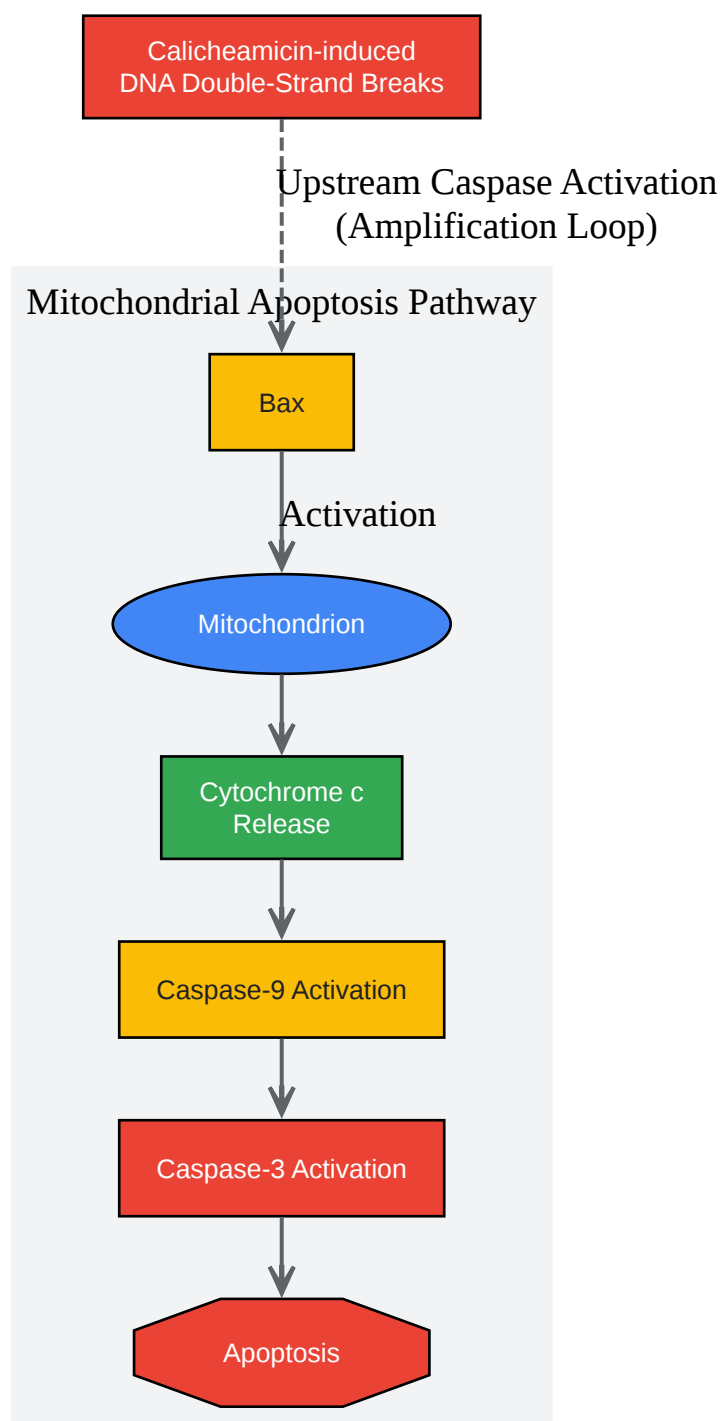 Calicheamicin-induced
DNA Double-Strand Breaks
Upstream Caspase Activation
(Amplification Loop)
Mitochondrial Apoptosis Pathway
Bax
Activation
Mitochondrion
Cytochrome c
Release
Caspase-9 Activation
Caspase-3 Activation
Apoptosis